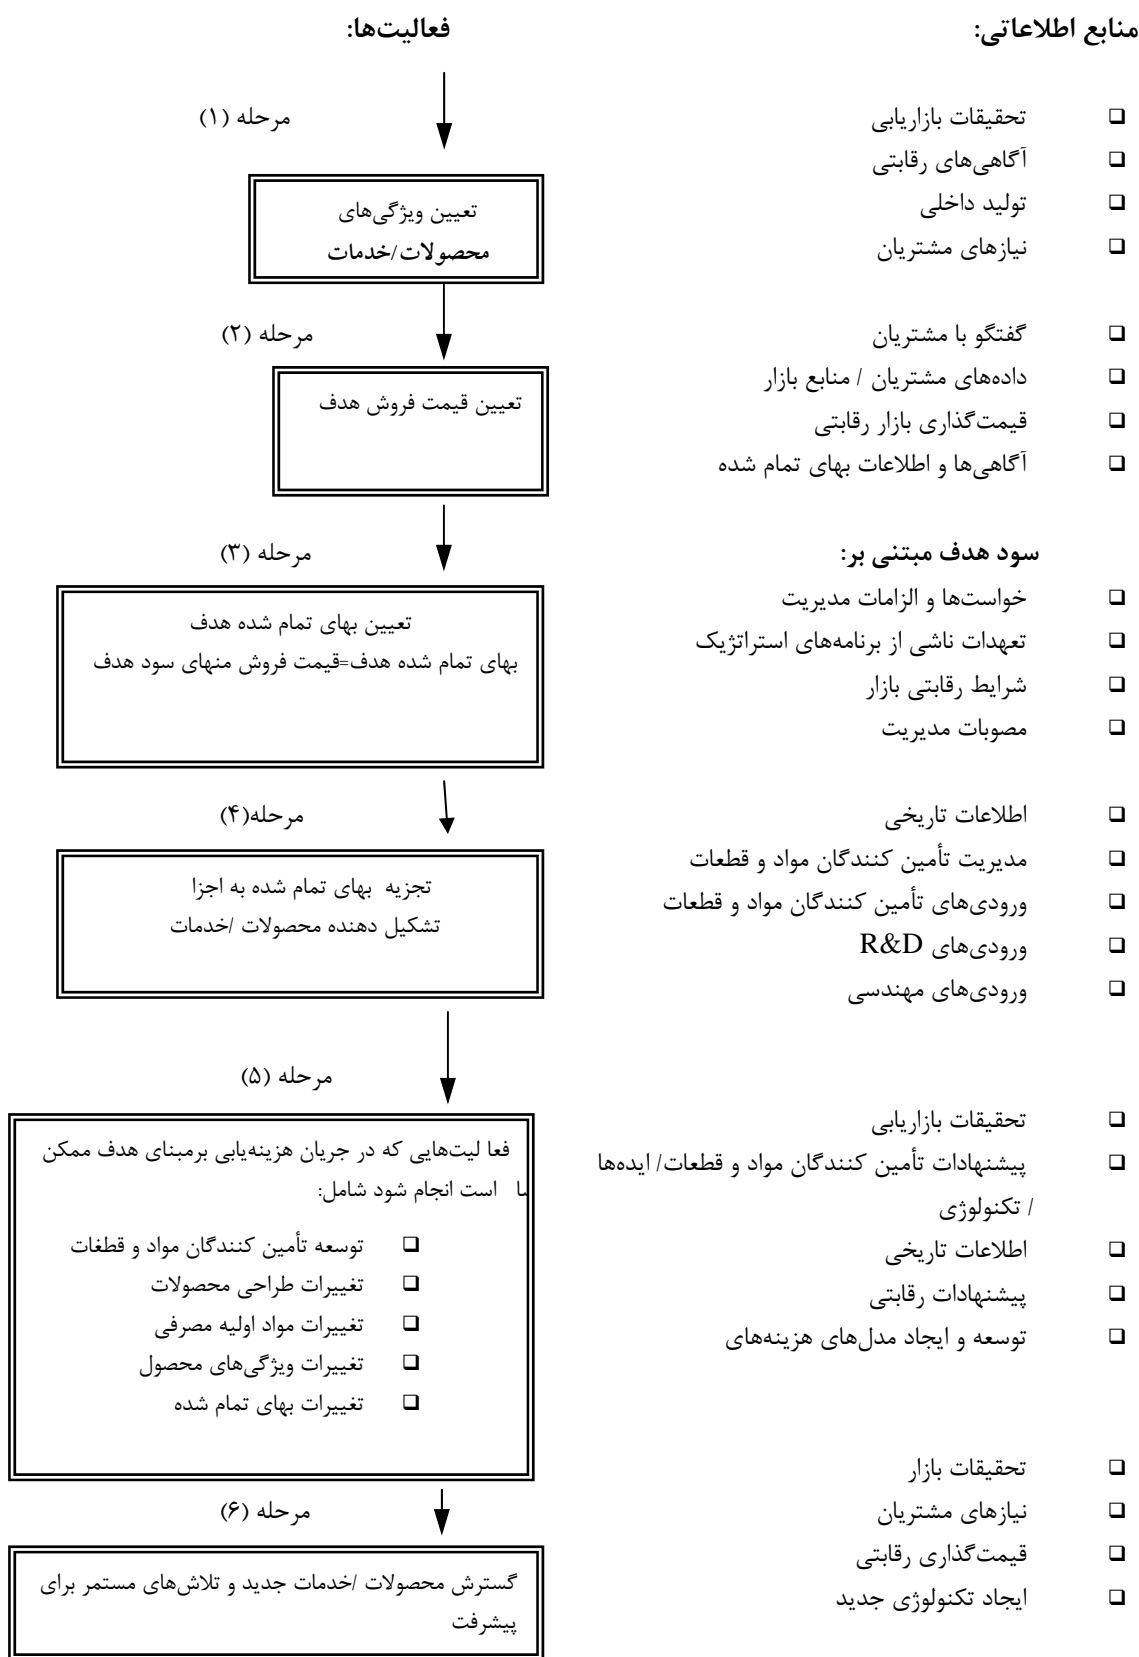 منابع اطلاعاتی:
فعالیت‌ها:
تحقیقات بازاریابی
آگاهی‌های رقابتی
تولید داخلی
نیازهای مشتریان
مرحله (۱)
تعیین ویژگی‌های
محصولات/خدمات
گفتگو با مشتریان
داده‌های مشتریان / منابع بازار
قیمت‌گذاری بازار رقابتی
آگاهی‌ها و اطلاعات بهای تمام شده
مرحله (۲)
تعیین قیمت فروش هدف
سود هدف مبتنی بر:
خواست‌ها و الزامات مدیریت
تعهدات ناشی از برنامه‌های استراتژیک
شرایط رقابتی بازار
مصوبات مدیریت
مرحله (۳)
تعیین بهای تمام شده هدف
بهای تمام شده هدف=قیمت فروش منهای سود هدف
اطلاعات تاریخی
مدیریت تأمین کنندگان مواد و قطعات
ورودی‌های تأمین کنندگان مواد و قطعات
ورودی‌های R&D
ورودی‌های مهندسی
مرحله(۴)
تجزیه بهای تمام شده به اجزا
تشکیل دهنده محصولات /خدمات
تحقیقات بازاریابی
پیشنهادات تأمین کنندگان مواد و قطعات/ ایده‌ها
/ تکنولوژی
اطلاعات تاریخی
پیشنهادات رقابتی
توسعه و ایجاد مدل‌های هزینه‌های
مرحله (۵)
فعا لیت‌هایی که در جریان هزینه‌یابی برمبنای هدف ممکن
است انجام شود شامل:
توسعه تأمین کنندگان مواد و قطغات
تغییرات طراحی محصولات
تغییرات مواد اولیه مصرفی
تغییرات ویژگی‌های محصول
تغییرات بهای تمام شده
تحقیقات بازار
نیازهای مشتریان
قیمت‌گذاری رقابتی
ایجاد تکنولوژی جدید
مرحله (۶)
گسترش محصولات /خدمات جدید و تلاش‌های مستمر برای
پیشرفت